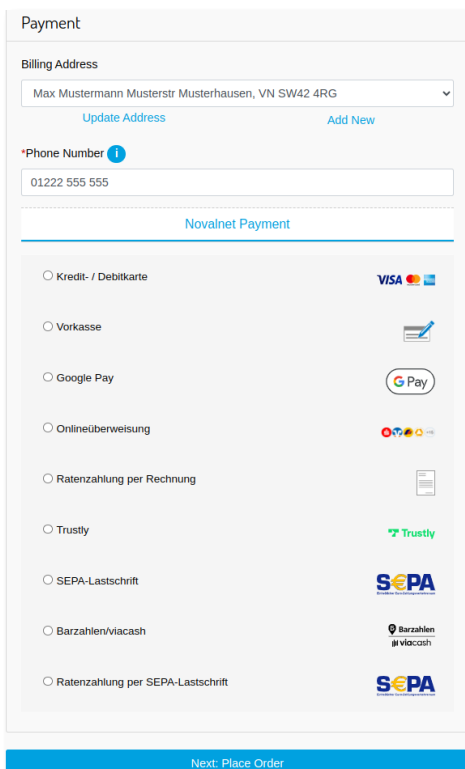 Payment
Billing Address
Max Mustermann Musterstr Musterhausen, VN SW42 4RG
Update Address Add New
*Phone Number i
01222 555 555
Novalnet Payment
Kredit- / Debitkarte VISA
Vorkasse
Google Pay G Pay
Onlineüberweisung
Ratenzahlung per Rechnung
Trustly Trustly
SEPA-Lastschrift S€PA
Barzahlen/viacash Barzahlen
viacash
Ratenzahlung per SEPA-Lastschrift S€PA
Next: Place Order